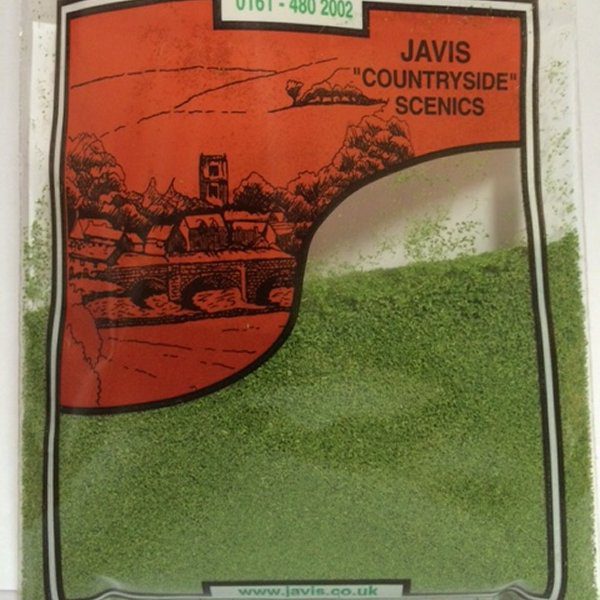 0161 - 480 2002
JAVIS
"COUNTRYSIDE"
SCENICS
www.javis.co.uk